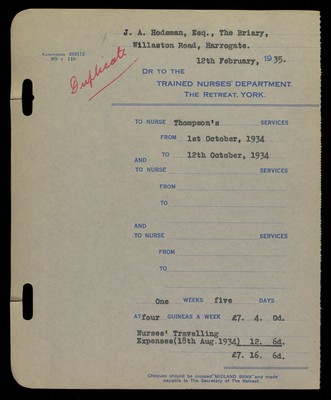 J. A. Hodsman, Esq., The Briary,
Willaston Road, Harrogate.
12th February, 1935.
Duplicate
DR TO THE
TRAINED NURSES' DEPARTMENT
THE RETREAT, YORK.
TO NURSE Thompson's SERVICES
FROM 1st October, 1934
TO 12th October, 1934
AND
TO NURSE SERVICES
FROM
TO
AND
TO NURSE SERVICES
FROM
TO
One WEEKS five DAYS
AT four GUINEAS A WEEK £7. 4. 0d.
Nurses' Travelling
Expenses(18th Aug.1934) 12. 6d.
£7. 16. 6d.
Cheques should be crossed "MIDLAND BANK" and made
payable to The Secretary of The Retreat.